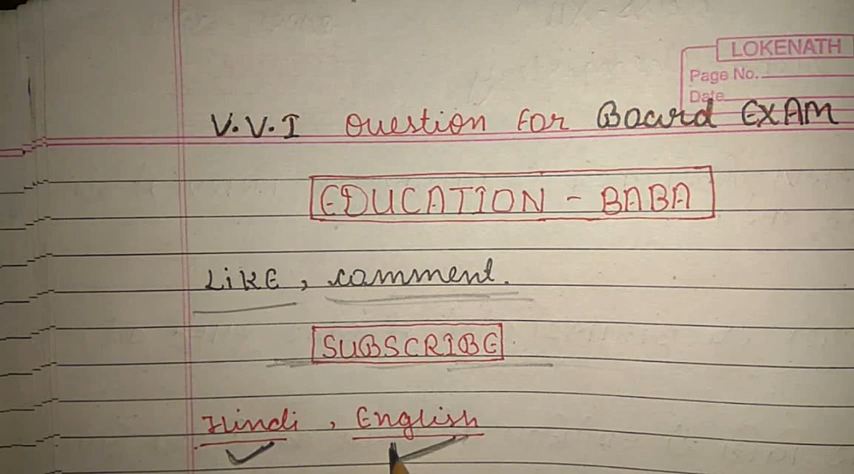 LOKENATH
Page No.
Date
V.V.I Question For Board EXAM
EDUCATION - BABA
LiKE, comment.
SUBSCRIBE
Hindi, English